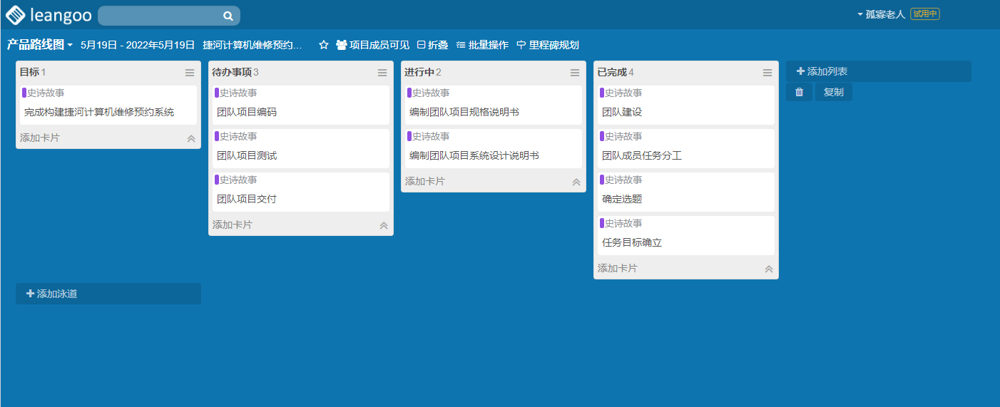 leangoo
孤寡老人 试用中
产品路线图 5月19日 - 2022年5月19日 捷河计算机维修预约... 项目成员可见 折叠 批量操作 里程碑规划
目标 1
史诗故事
完成构建捷河计算机维修预约系统
添加卡片
待办事项 3
史诗故事
团队项目编码
史诗故事
团队项目测试
史诗故事
团队项目交付
添加卡片
进行中 2
史诗故事
编制团队项目规格说明书
史诗故事
编制团队项目系统设计说明书
添加卡片
已完成 4
史诗故事
团队建设
史诗故事
团队成员任务分工
史诗故事
确定选题
史诗故事
任务目标确立
添加卡片
添加列表
复制
添加泳道